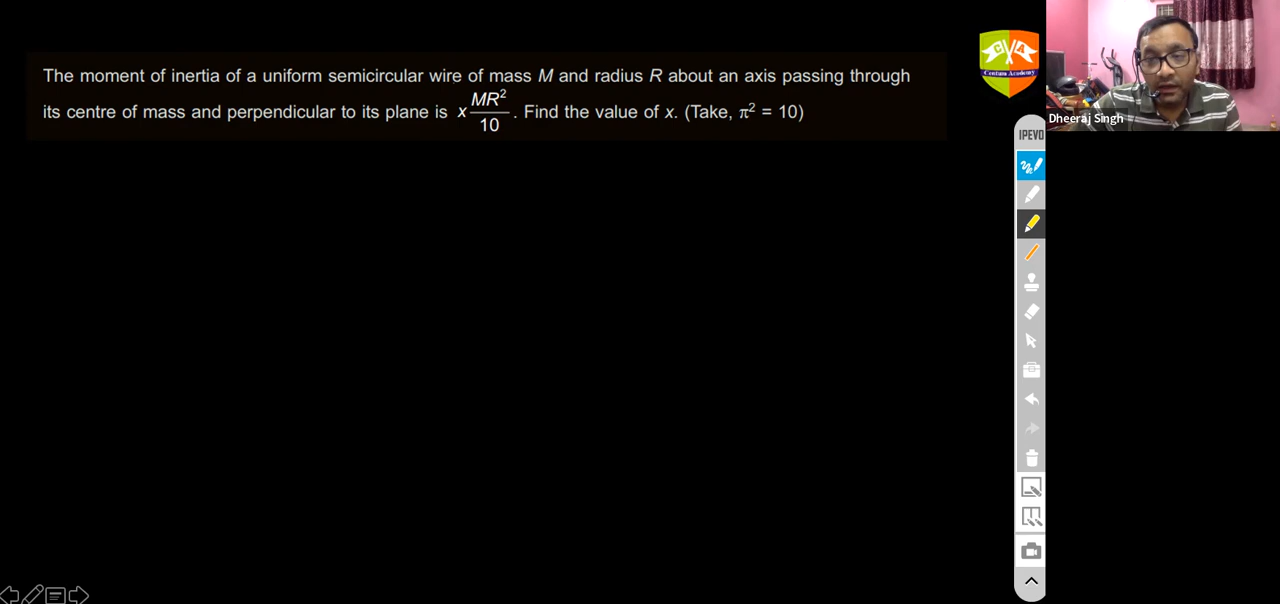 The moment of inertia of a uniform semicircular wire of mass M and radius R about an axis passing through
its centre of mass and perpendicular to its plane is x MR²/10. Find the value of x. (Take, π² = 10)
C V A
Centum Academy
Dheeraj Singh
IPEVO